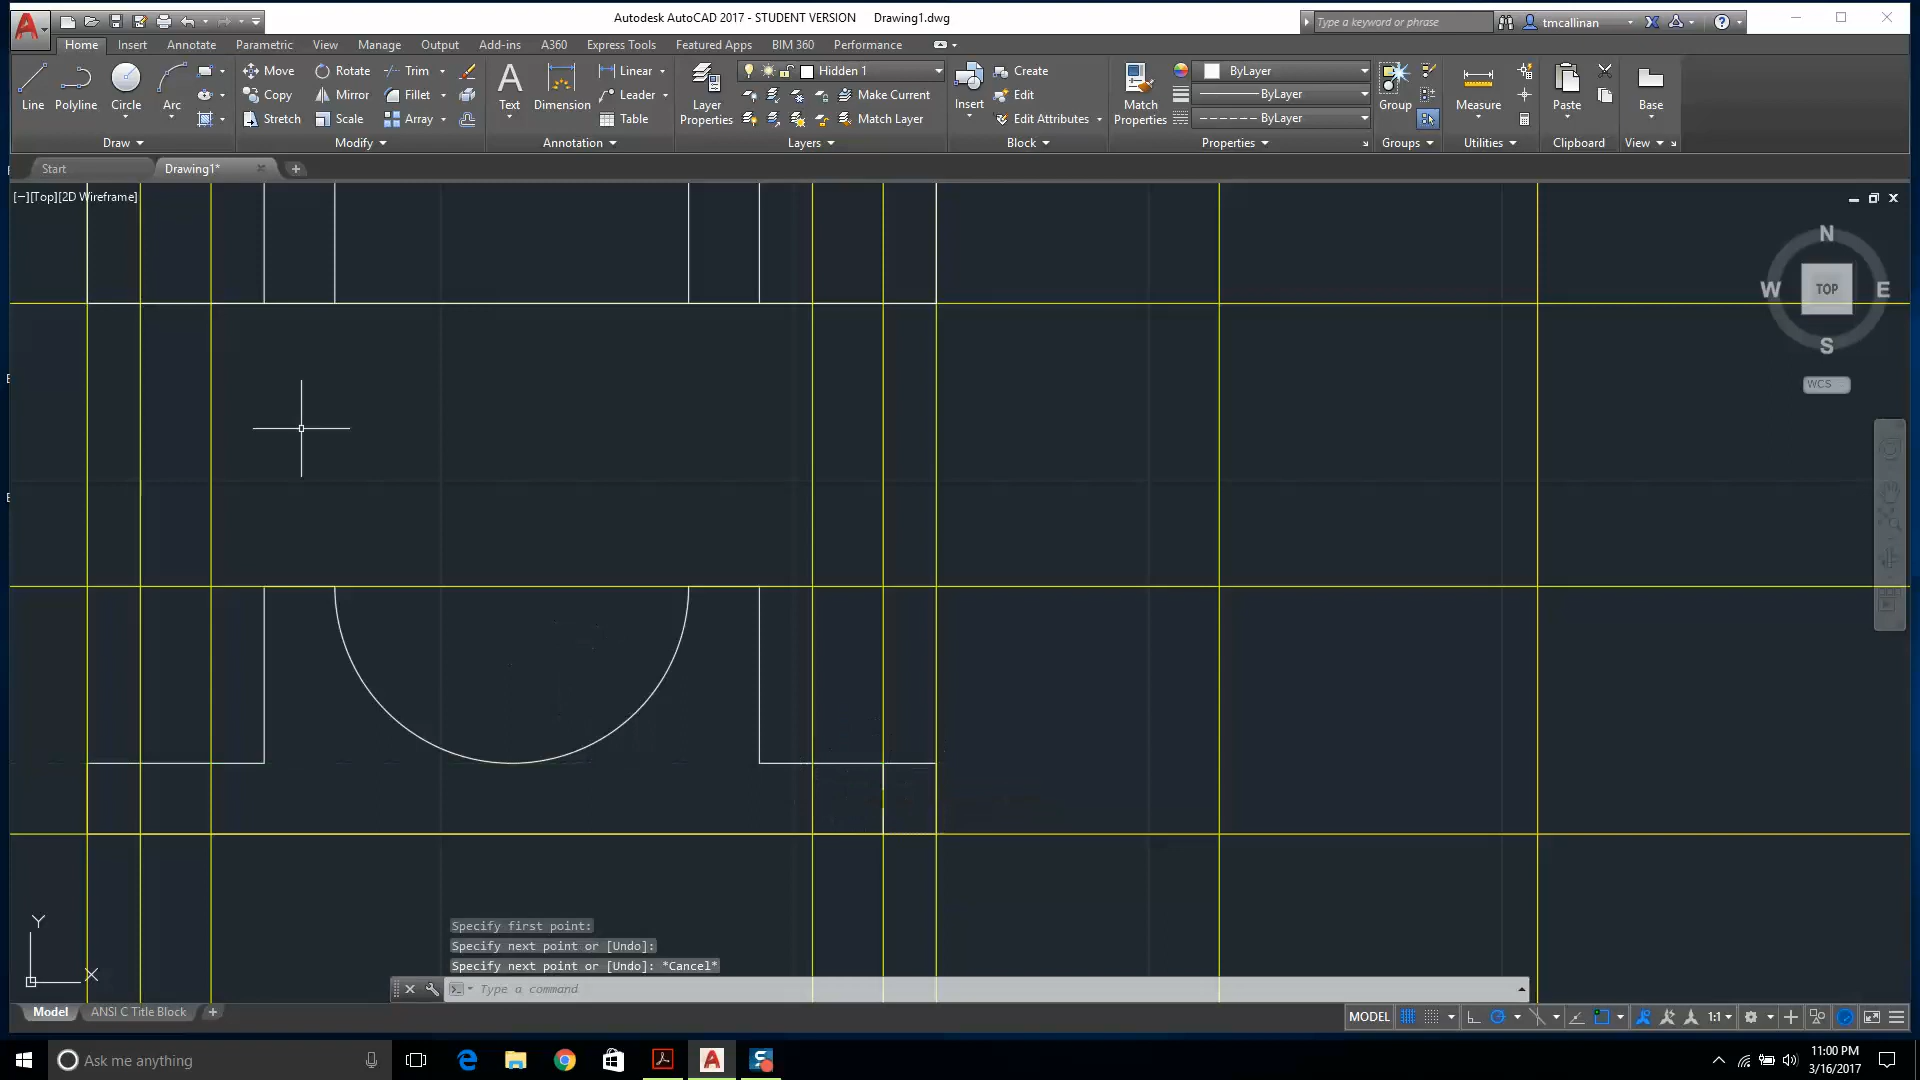 Autodesk AutoCAD 2017 - STUDENT VERSION Drawing1.dwg
Type a keyword or phrase
tmcallinan
Home Insert Annotate Parametric View Manage Output Add-ins A360 Express Tools Featured Apps BIM 360 Performance
Line Polyline Circle Arc
Move Rotate Trim
Copy Mirror Fillet
Stretch Scale Array
Text Dimension
Linear
Leader
Table
Layer Properties
Hidden 1
Make Current
Match Layer
Insert
Create
Edit
Edit Attributes
Match Properties
ByLayer
ByLayer
ByLayer
Group
Measure
Paste
Base
Draw Modify Annotation Layers Block Properties Groups Utilities Clipboard View
Start Drawing1* +
[−][Top][2D Wireframe]
N
W TOP E
S
WCS
Y
X
Specify first point:
Specify next point or [Undo]:
Specify next point or [Undo]: *Cancel*
Type a command
Model ANSI C Title Block +
MODEL 1:1
Ask me anything
11:00 PM
3/16/2017